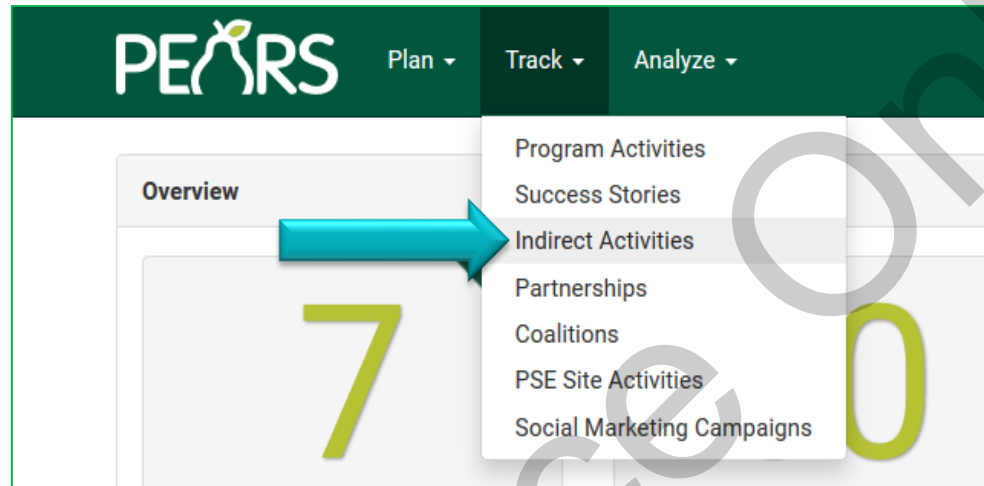 PEARS Plan Track Analyze
Program Activities
Overview
Success Stories
Indirect Activities
Partnerships
Coalitions
PSE Site Activities
Social Marketing Campaigns
7
0